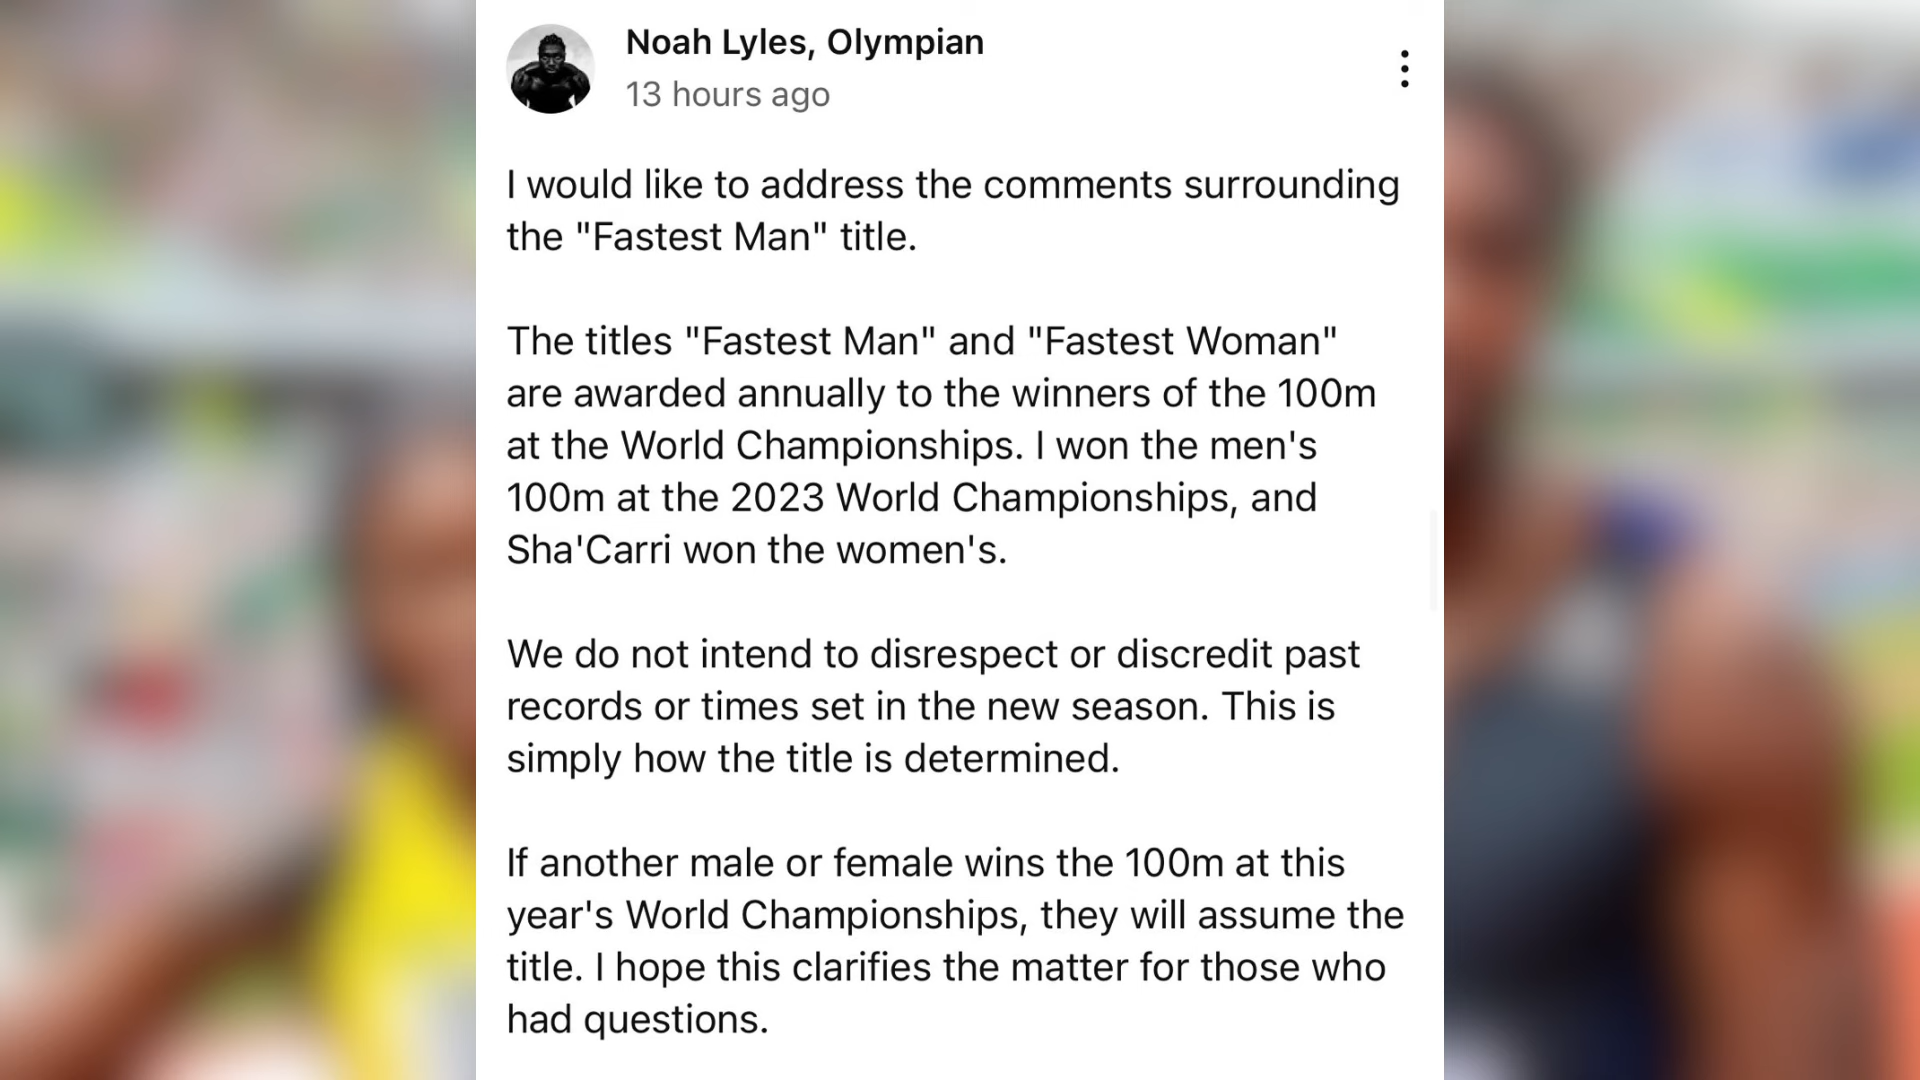 Noah Lyles, Olympian
13 hours ago
I would like to address the comments surrounding
the "Fastest Man" title.
The titles "Fastest Man" and "Fastest Woman"
are awarded annually to the winners of the 100m
at the World Championships. I won the men's
100m at the 2023 World Championships, and
Sha'Carri won the women's.
We do not intend to disrespect or discredit past
records or times set in the new season. This is
simply how the title is determined.
If another male or female wins the 100m at this
year's World Championships, they will assume the
title. I hope this clarifies the matter for those who
had questions.